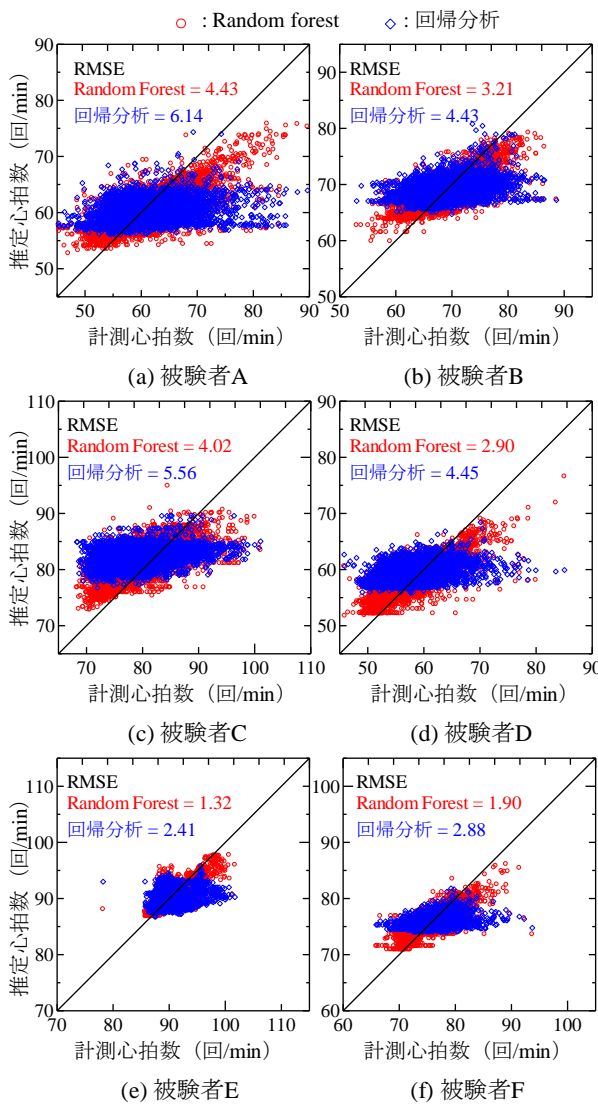 ○ : Random forest ◇ : 回帰分析
RMSE
Random Forest = 4.43
回帰分析 = 6.14
推定心拍数（回/min）
90
80
70
60
50
50 60 70 80 90
計測心拍数（回/min）
(a) 被験者A
RMSE
Random Forest = 3.21
回帰分析 = 4.43
90
80
70
60
50
50 60 70 80 90
計測心拍数（回/min）
(b) 被験者B
RMSE
Random Forest = 4.02
回帰分析 = 5.56
推定心拍数（回/min）
110
100
90
80
70
70 80 90 100 110
計測心拍数（回/min）
(c) 被験者C
RMSE
Random Forest = 2.90
回帰分析 = 4.45
90
80
70
60
50
50 60 70 80 90
計測心拍数（回/min）
(d) 被験者D
RMSE
Random Forest = 1.32
回帰分析 = 2.41
推定心拍数（回/min）
110
100
90
80
70
70 80 90 100
計測心拍数（回/min）
(e) 被験者E
RMSE
Random Forest = 1.90
回帰分析 = 2.88
100
90
80
70
60
60 70 80 90 100
計測心拍数（回/min）
(f) 被験者F